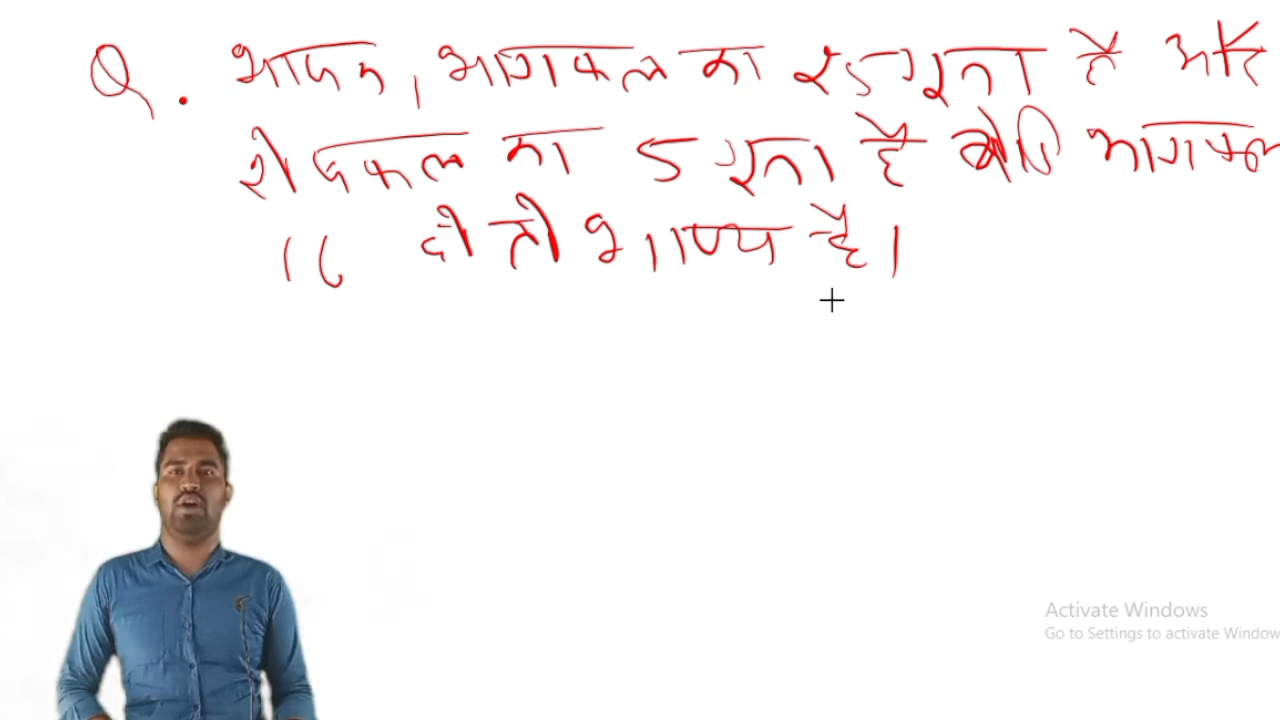 Q. भाजक, भागफल का 25 गुना है और
शेषफल का 5 गुना है यदि भागफल
16 हो तो भाज्य है।
Activate Windows
Go to Settings to activate Window